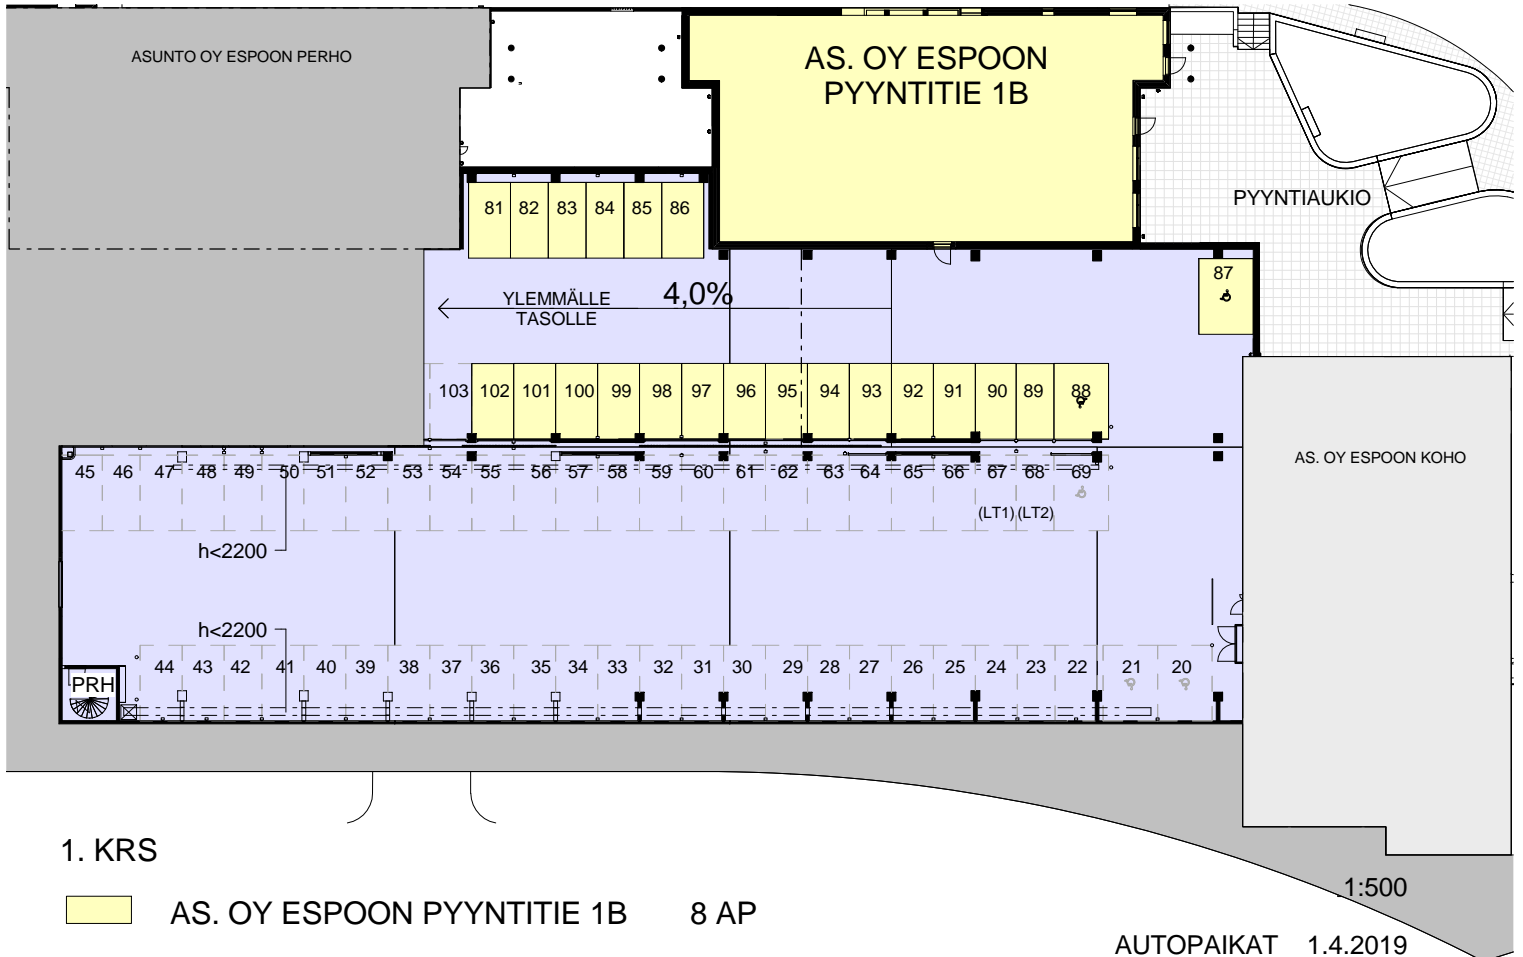 ASUNTO OY ESPOON PERHO
AS. OY ESPOON
PYYNTITIE 1B
PYYNTIAUKIO
81 82 83 84 85 86
87
YLEMMÄLLE
TASOLLE
4,0%
103 102 101 100 99 98 97 96 95 94 93 92 91 90 89 88
AS. OY ESPOON KOHO
45 46 47 48 49 50 51 52 53 54 55 56 57 58 59 60 61 62 63 64 65 66 67 68 69
(LT1) (LT2)
h<2200
h<2200
44 43 42 41 40 39 38 37 36 35 34 33 32 31 30 29 28 27 26 25 24 23 22 21 20
PRH
1. KRS
1:500
AS. OY ESPOON PYYNTITIE 1B 8 AP
AUTOPAIKAT 1.4.2019